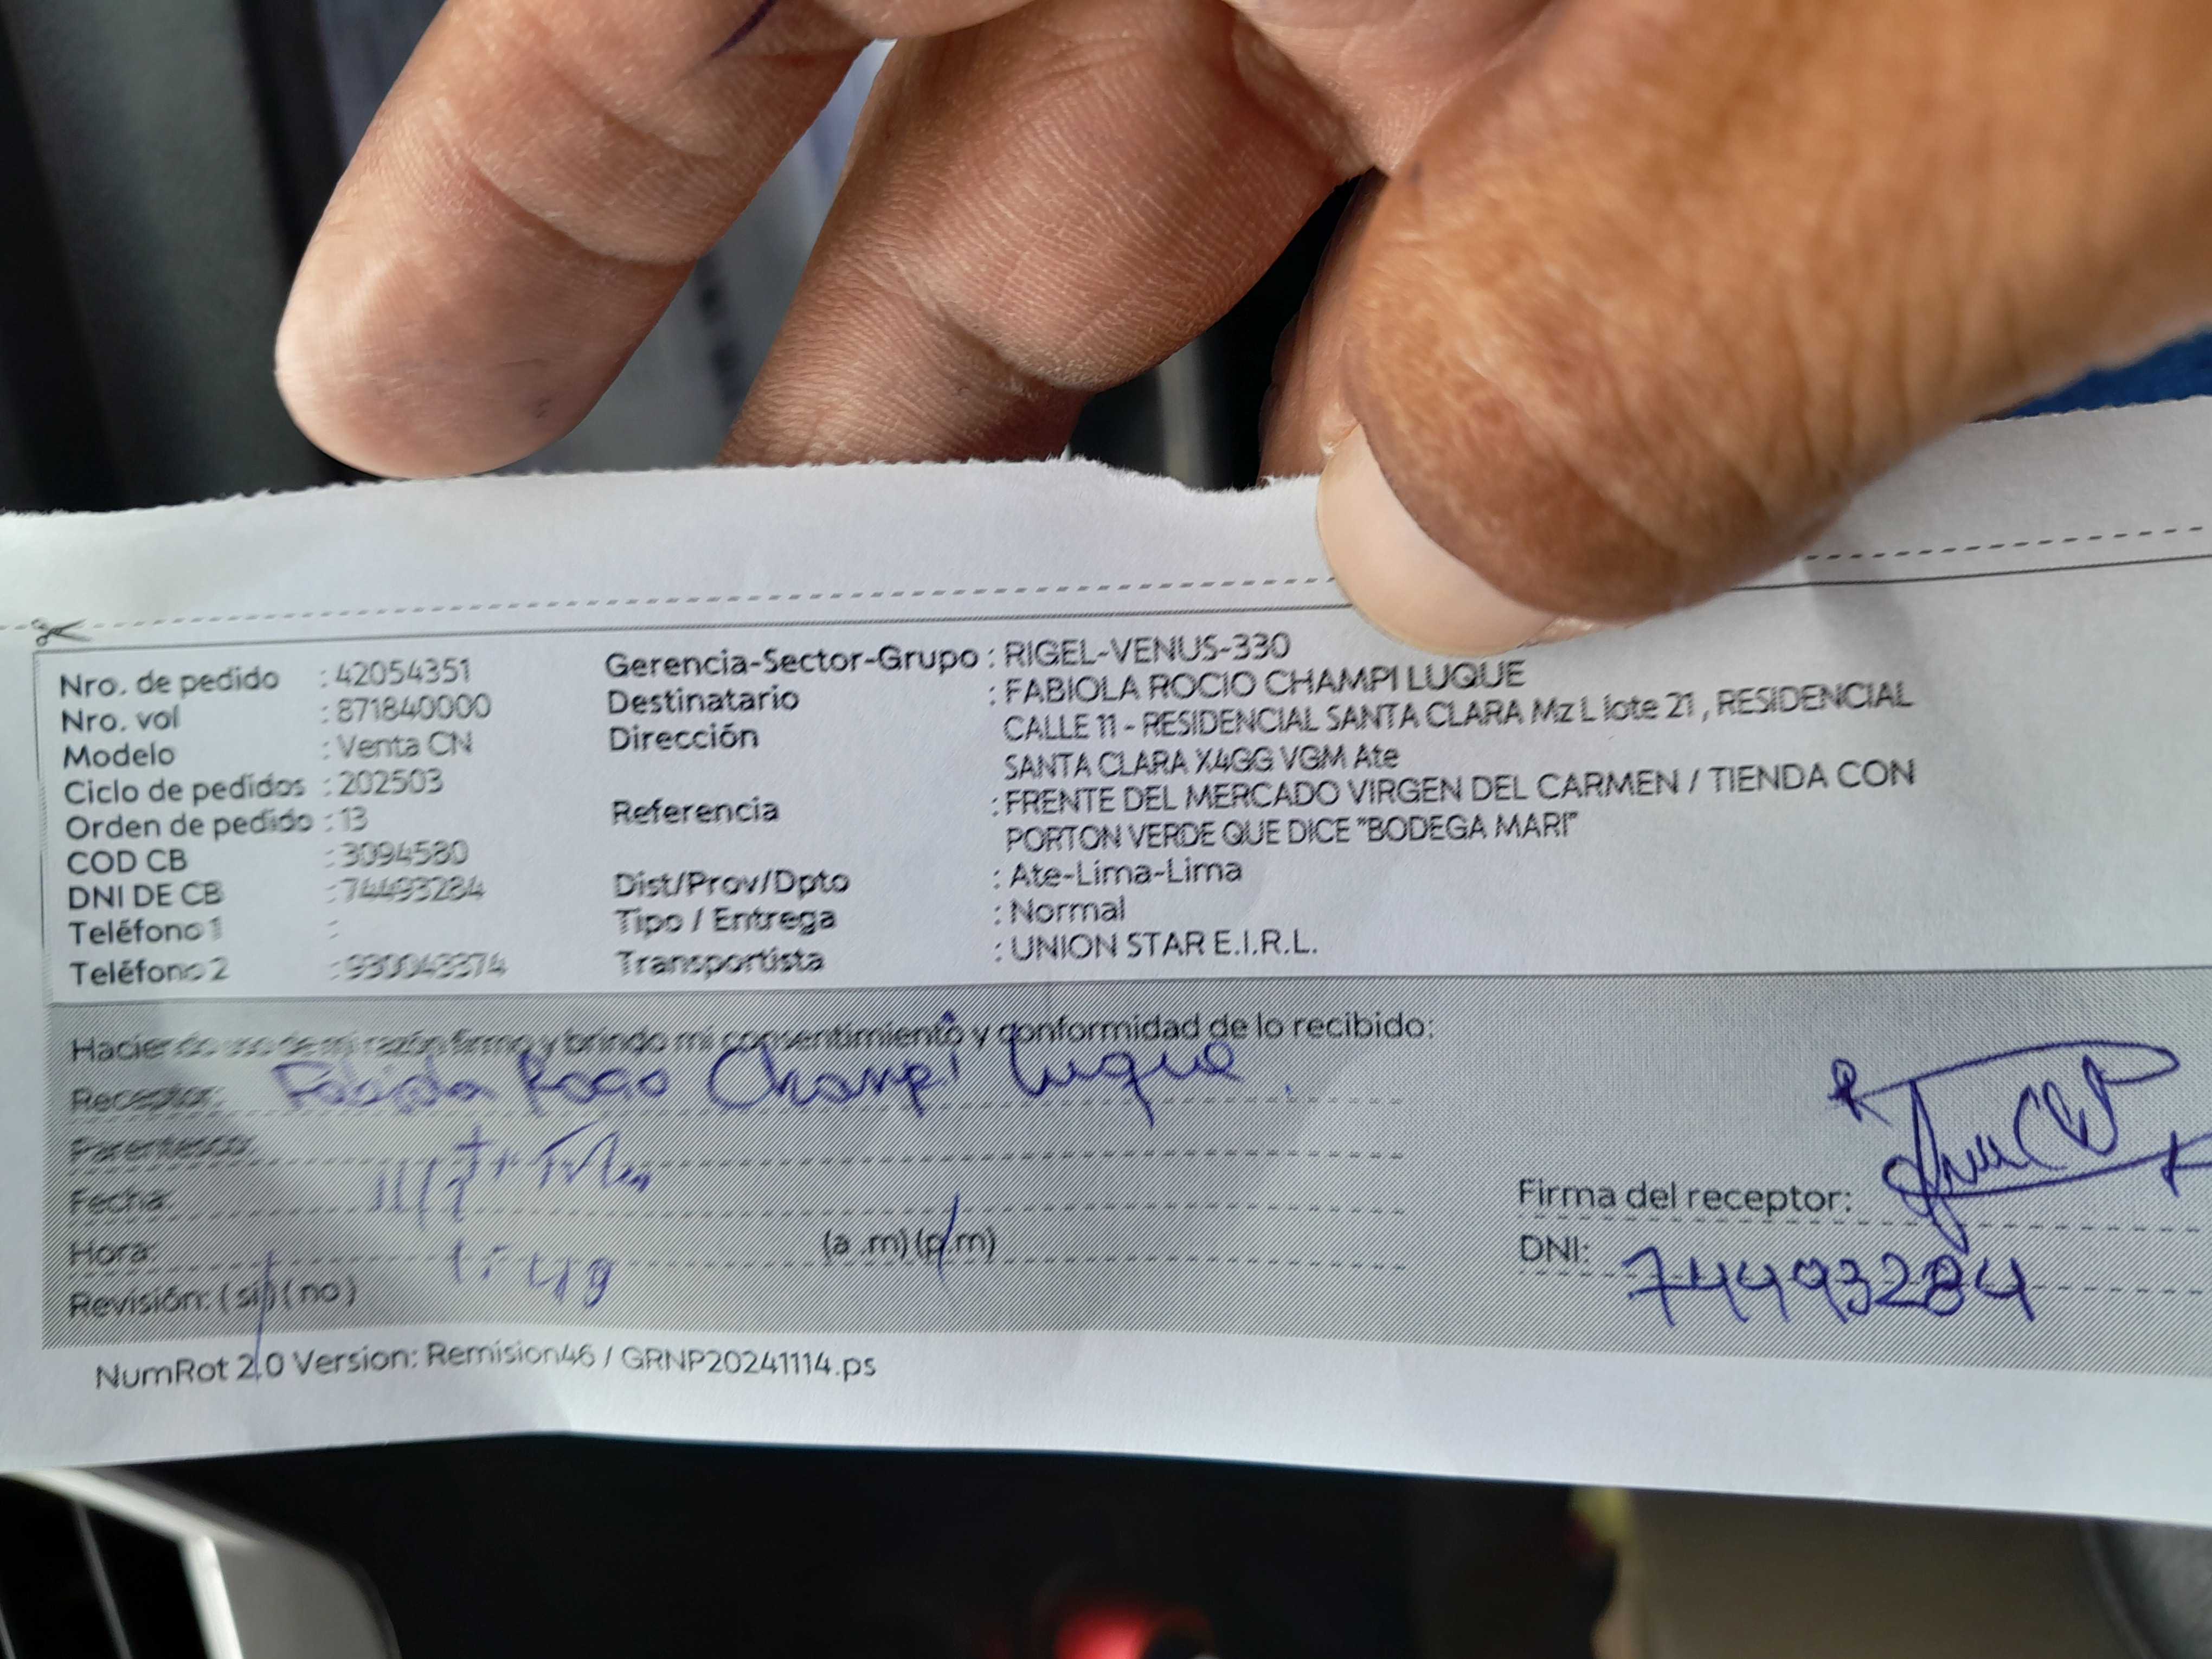 Nro. de pedido : 42054351 Gerencia-Sector-Grupo : RIGEL-VENUS-330
Nro. vol : 871840000 Destinatario : FABIOLA ROCIO CHAMPI LUQUE
Modelo : Venta CN Dirección CALLE 11 - RESIDENCIAL SANTA CLARA Mz L lote 21 , RESIDENCIAL
SANTA CLARA X4GG VGM Ate
Ciclo de pedidos : 202503
Orden de pedido : 13 Referencia : FRENTE DEL MERCADO VIRGEN DEL CARMEN / TIENDA CON
PORTON VERDE QUE DICE "BODEGA MARI"
COD CB : 3094580
DNI DE CB : 74493284 Dist/Prov/Dpto : Ate-Lima-Lima
Teléfono 1 : Tipo / Entrega : Normal
Teléfono 2 : 930043374 Transportista : UNION STAR E.I.R.L.
Haciendo uso de mi razón firmo y brindo mi consentimiento y conformidad de lo recibido:
Receptor: Fabiola Rocio Champi Luque
Parentesco:
Fecha:
Hora: (a .m) (p.m)
Revisión: (si) (no)
Firma del receptor:
DNI: 74493284
NumRot 2.0 Version: Remision46 / GRNP20241114.ps